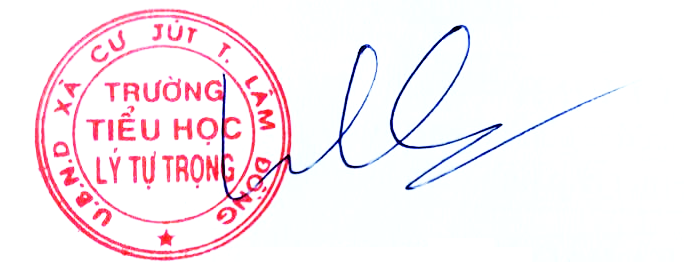 U.B.N.D XÃ CƯ JÚT T. LÂM ĐỒNG
TRƯỜNG
TIỂU HỌC
LÝ TỰ TRỌNG